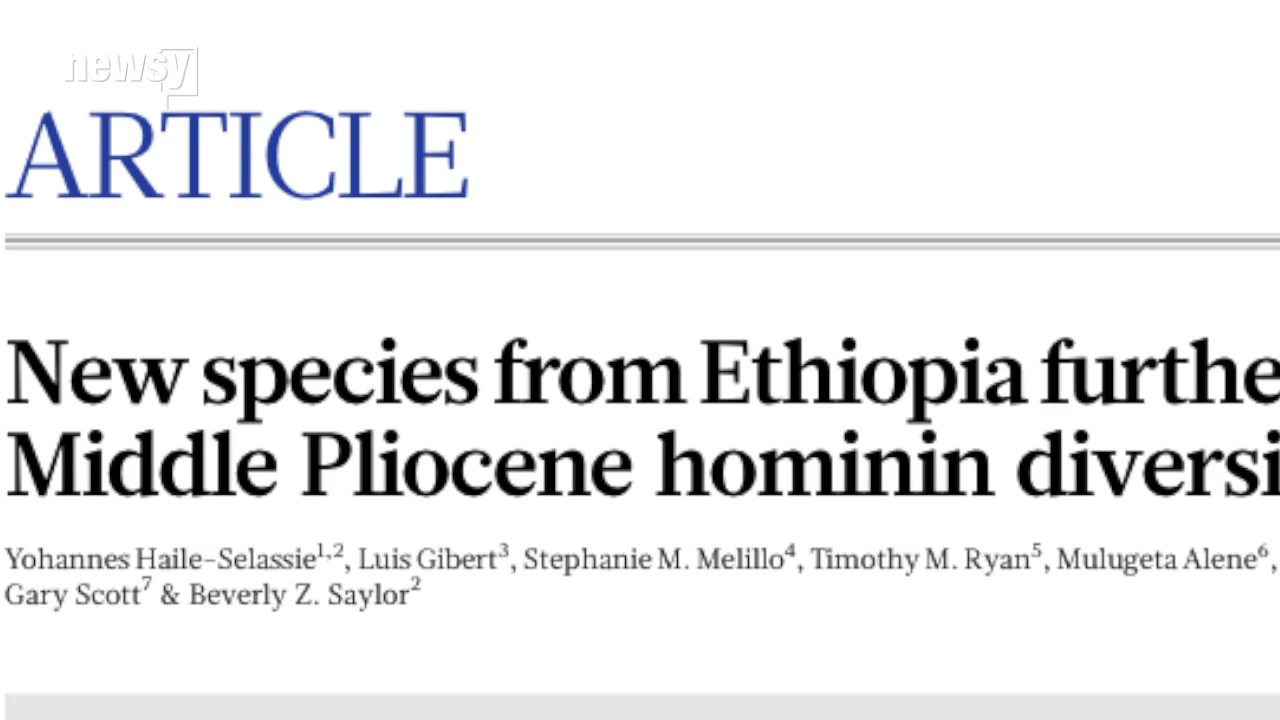 newsy
ARTICLE
New species from Ethiopia furthe
Middle Pliocene hominin diversi
Yohannes Haile-Selassie1,2, Luis Gibert3, Stephanie M. Melillo4, Timothy M. Ryan5, Mulugeta Alene6,
Gary Scott7 & Beverly Z. Saylor2